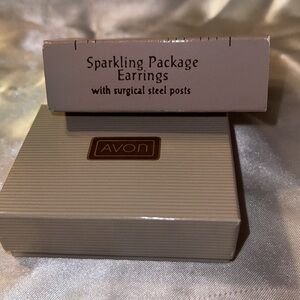 Sparkling Package
Earrings
with surgical steel posts
AVON